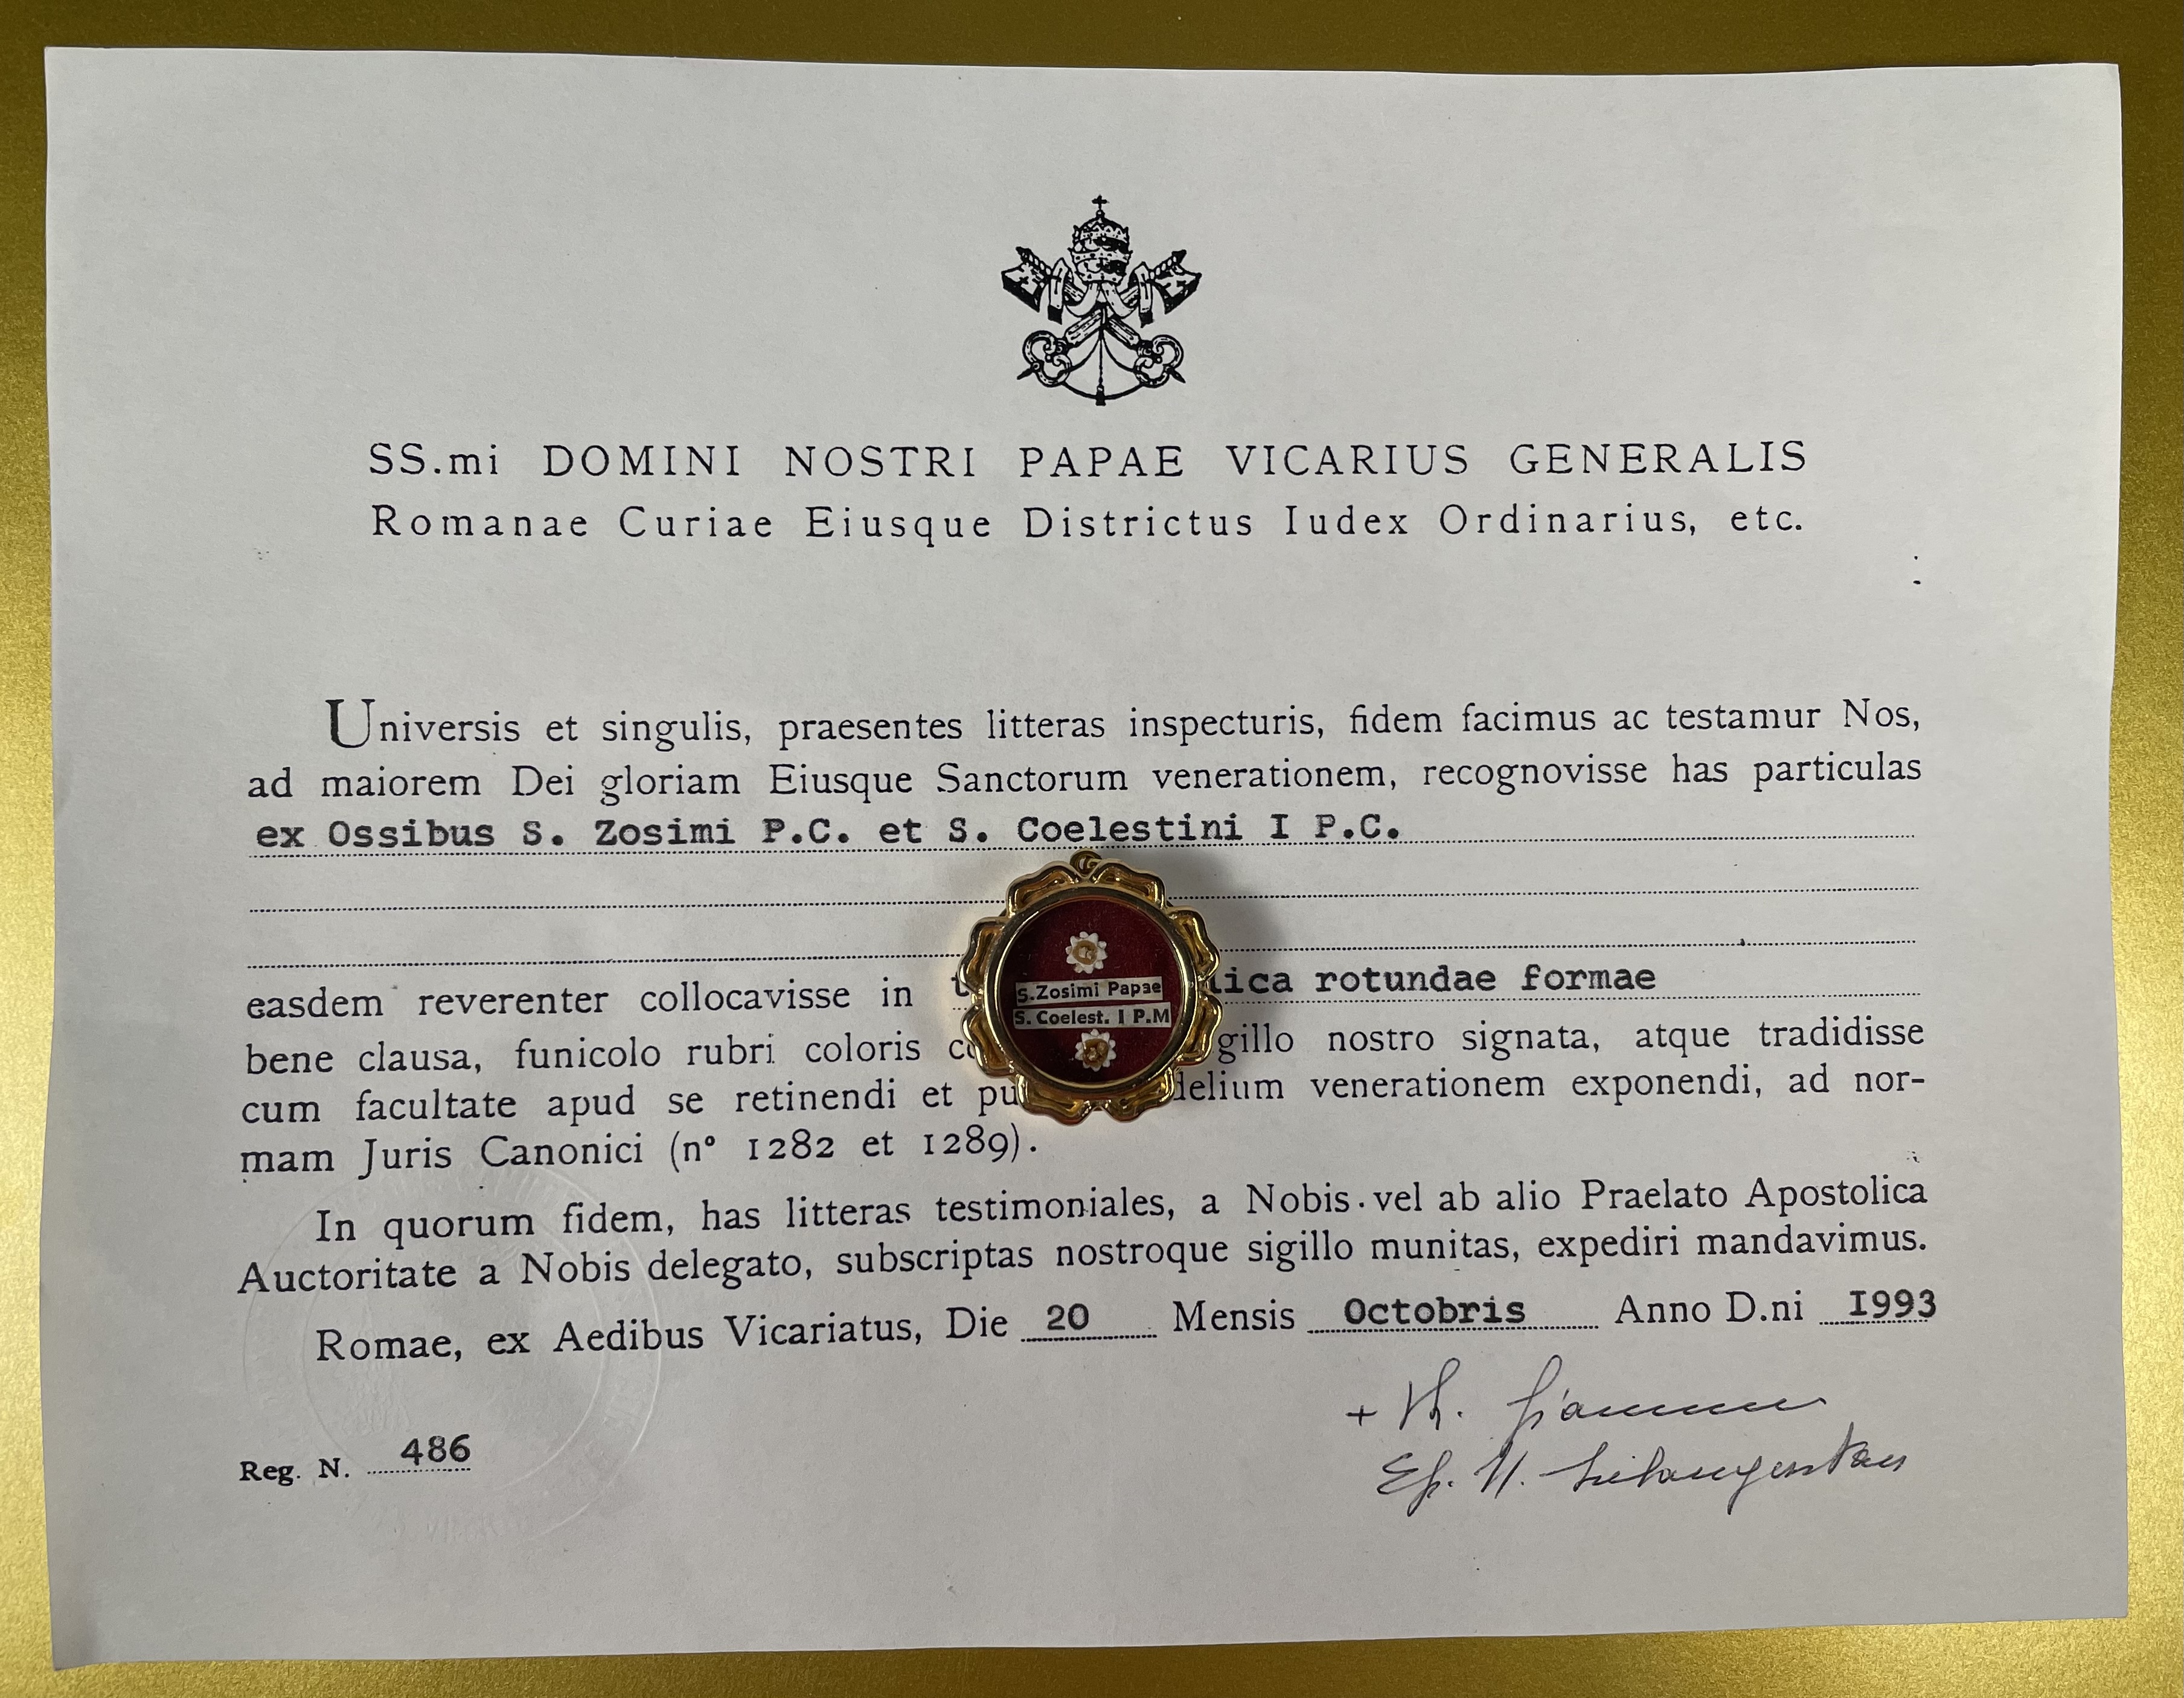 SS.mi DOMINI NOSTRI PAPAE VICARIUS GENERALIS
Romanae Curiae Eiusque Districtus Iudex Ordinarius, etc.
Universis et singulis, praesentes litteras inspecturis, fidem facimus ac testamur Nos,
ad maiorem Dei gloriam Eiusque Sanctorum venerationem, recognovisse has particulas
ex Ossibus S. Zosimi P.C. et S. Coelestini I P.C.
easdem reverenter collocavisse in rotundae formae
S.Zosimi Papae
S. Coelest. I P.M
bene clausa, funicolo rubri coloris nostro signata, atque tradidisse
cum facultate apud se retinendi et venerationem exponendi, ad nor-
mam Juris Canonici (n° 1282 et 1289).
In quorum fidem, has litteras testimoniales, a Nobis vel ab alio Praelato Apostolica
Auctoritate a Nobis delegato, subscriptas nostroque sigillo munitas, expediri mandavimus.
Romae, ex Aedibus Vicariatus, Die 20 Mensis Octobris Anno D.ni I993
Reg. N. 486